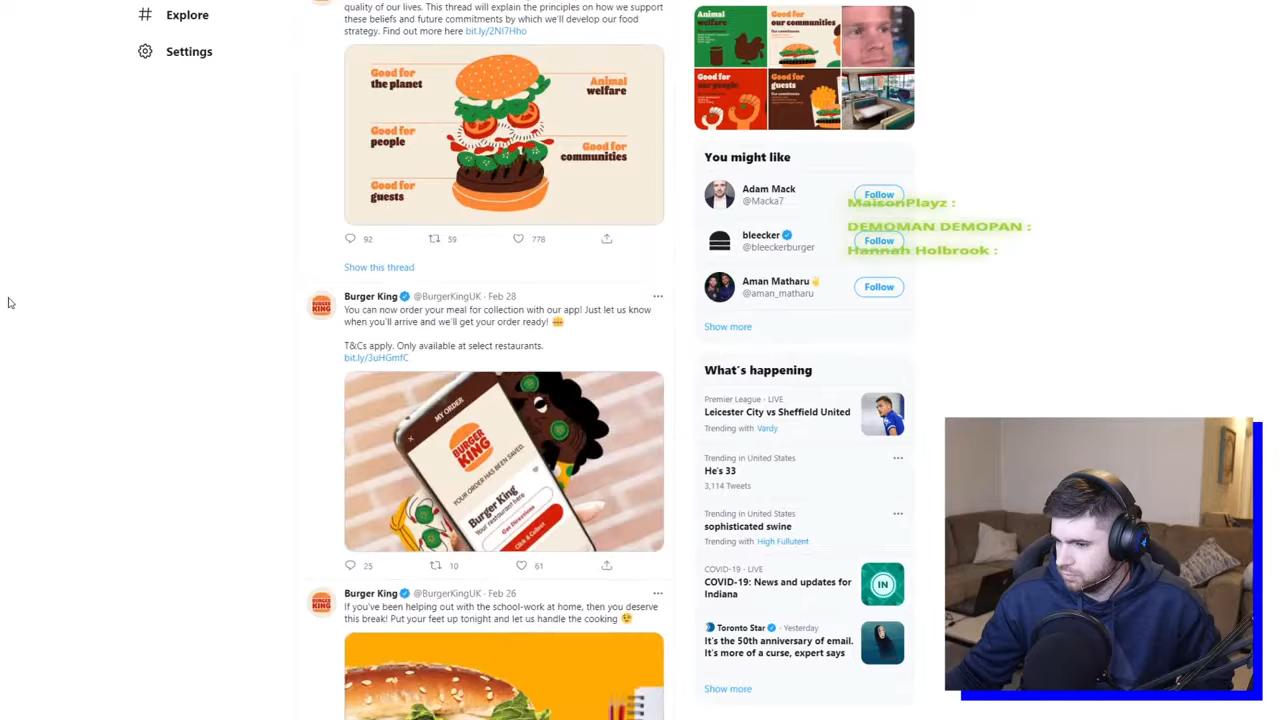 Explore
Settings
quality of our lives. This thread will explain the principles on how we support
these beliefs and future commitments by which we'll develop our food
strategy. Find out more here bit.ly/2NI7Hho
Good for
the planet
Animal
welfare
Good for
people
Good for
communities
Good for
guests
92
59
778
Show this thread
Burger King @BurgerKingUK · Feb 28
You can now order your meal for collection with our app! Just let us know
when you'll arrive and we'll get your order ready!
T&Cs apply. Only available at select restaurants.
bit.ly/3uHGmfC
MY ORDER
BURGER
KING
YOUR ORDER HAS BEEN SAVED.
Burger King
Your restaurant here
Get Directions
Click & Collect
25
10
61
BURGER
KING
Burger King @BurgerKingUK · Feb 26
If you've been helping out with the school-work at home, then you deserve
this break! Put your feet up tonight and let us handle the cooking
Animal
welfare
Good for
our communities
Good for
our people
Good for
guests
You might like
Adam Mack
@Macka7
Follow
MaisonPlayz :
DEMOMAN DEMOPAN :
bleecker
@bleeckerburger
Follow
Hannah Holbrook :
Aman Matharu
@aman_matharu
Follow
Show more
What's happening
Premier League · LIVE
Leicester City vs Sheffield United
Trending with Vardy
Trending in United States
He's 33
3,114 Tweets
Trending in United States
sophisticated swine
Trending with High Fullutent
COVID-19 · LIVE
COVID-19: News and updates for
Indiana
IN
Toronto Star · Yesterday
It's the 50th anniversary of email.
It's more of a curse, expert says
Show more